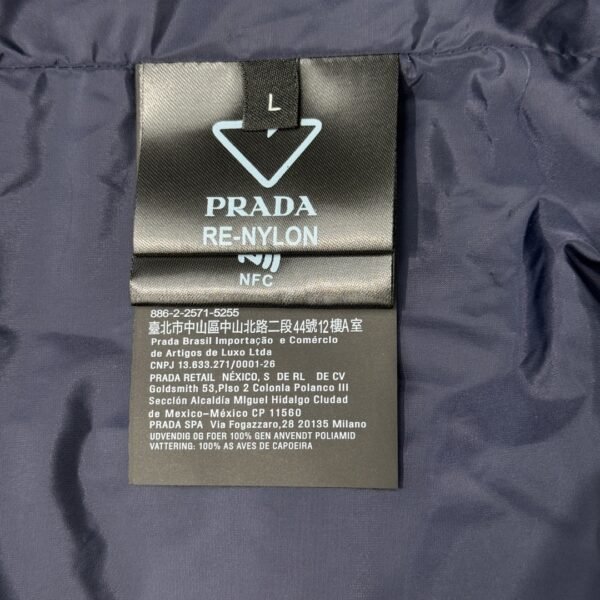 L
PRADA
RE-NYLON
NFC
886-2-2571-5255
臺北市中山區中山北路二段44號12樓A室
Prada Brasil Importação e Comércio
de Artigos de Luxo Ltda
CNPJ 13.633.271/0001-26
PRADA RETAIL NÉXICO, S DE RL DE CV
Goldsmith 53,Plso 2 Colonia Polanco III
Sección Alcaldía Mlguel Hidalgo Cludad
de Mexico-México CP 11560
PRADA SPA Via Fogazzaro,28 20135 Milano
UDVENDIG OG FOER 100% GEN ANVENDT POLIAMID
VATTERING: 100% AS AVES DE CAPOEIRA